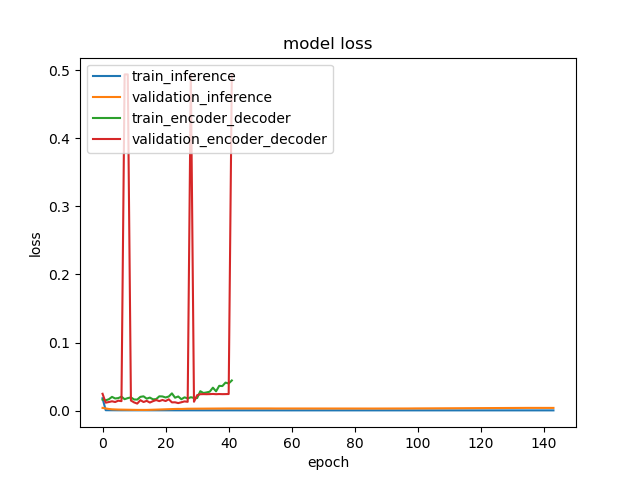 model loss
train_inference
validation_inference
train_encoder_decoder
validation_encoder_decoder
0.5
0.4
0.3
0.2
0.1
0.0
loss
0 20 40 60 80 100 120 140
epoch